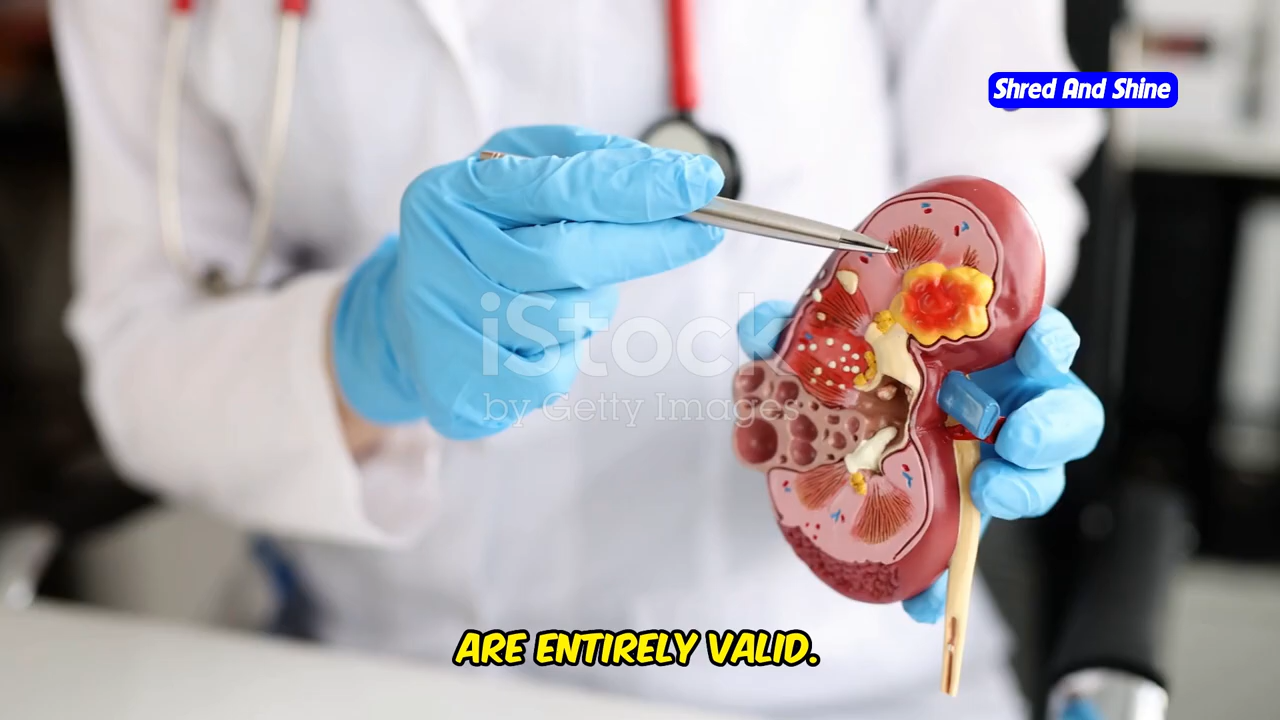 Shred And Shine
iStock
by Getty Images
ARE ENTIRELY VALID.